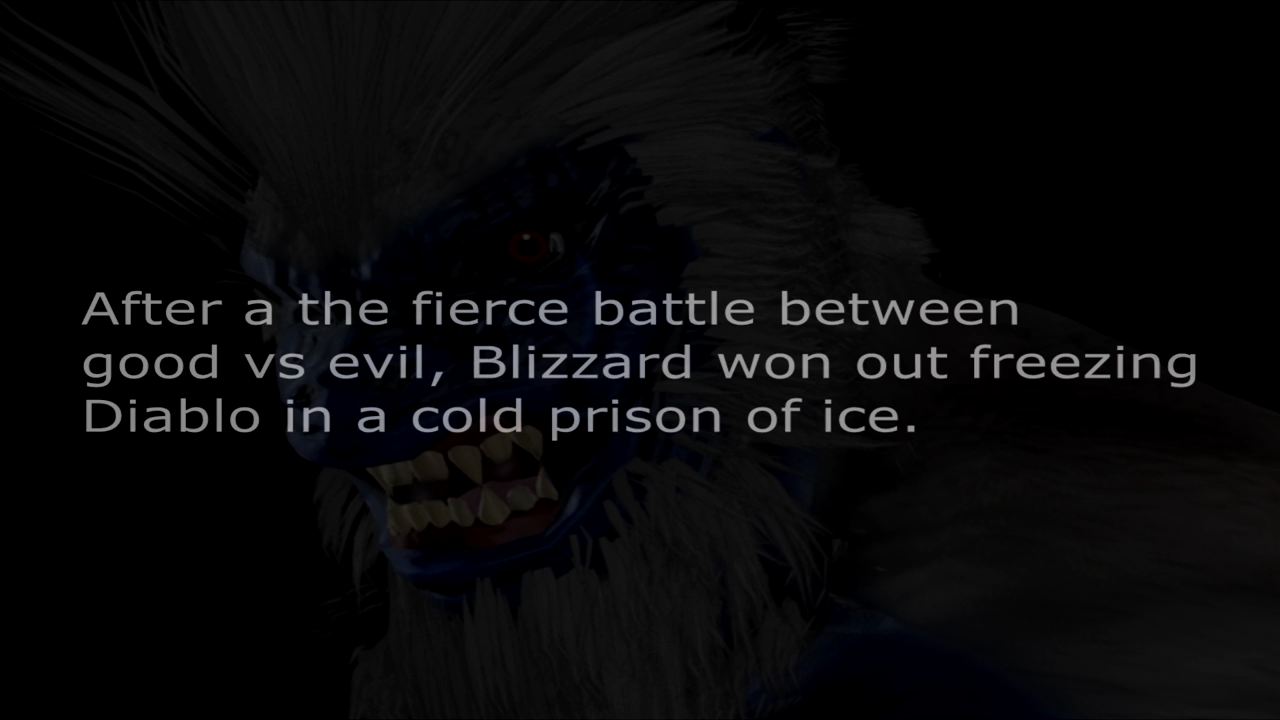 After a the fierce battle between
good vs evil, Blizzard won out freezing
Diablo in a cold prison of ice.